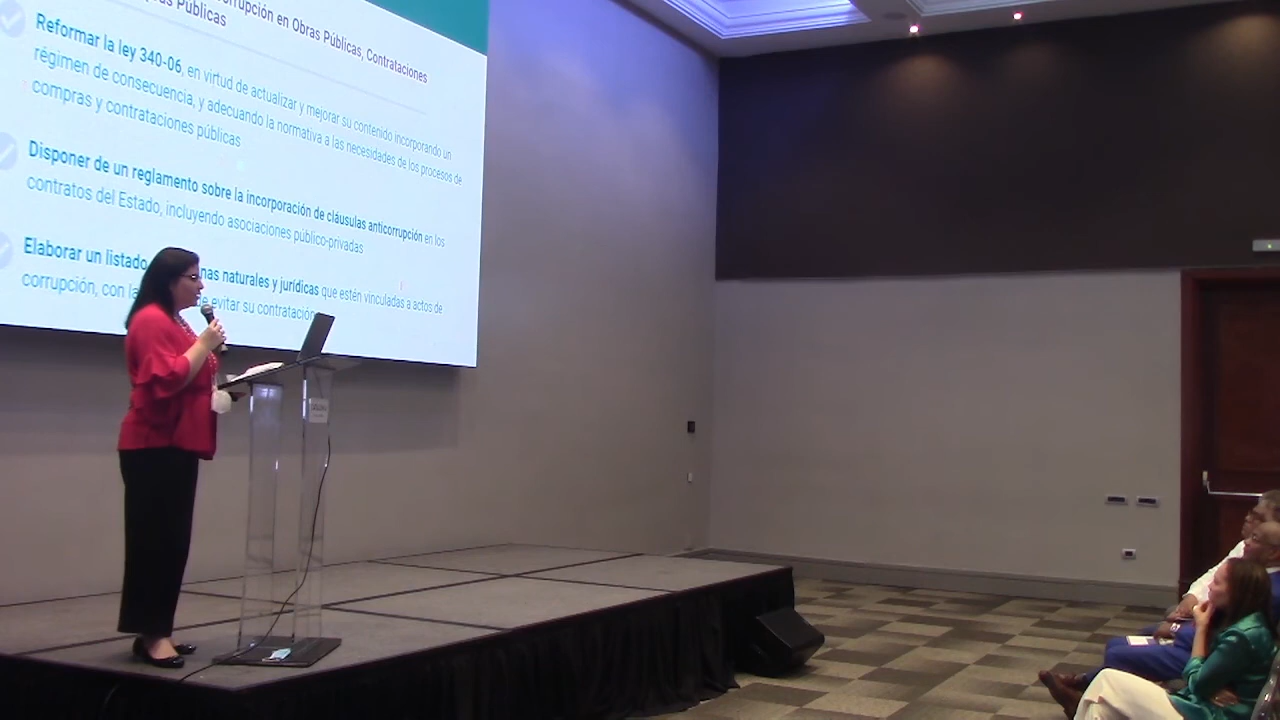 orrupción en Obras Públicas, Contrataciones
as Públicas
Reformar la ley 340-06, en virtud de actualizar y mejorar su contenido incorporando un
régimen de consecuencia, y adecuando la normativa a las necesidades de los procesos de
compras y contrataciones públicas
Disponer de un reglamento sobre la incorporación de cláusulas anticorrupción en los
contratos del Estado, incluyendo asociaciones público-privadas
Elaborar un listado nas naturales y jurídicas que estén vinculadas a actos de
corrupción, con la de evitar su contratación